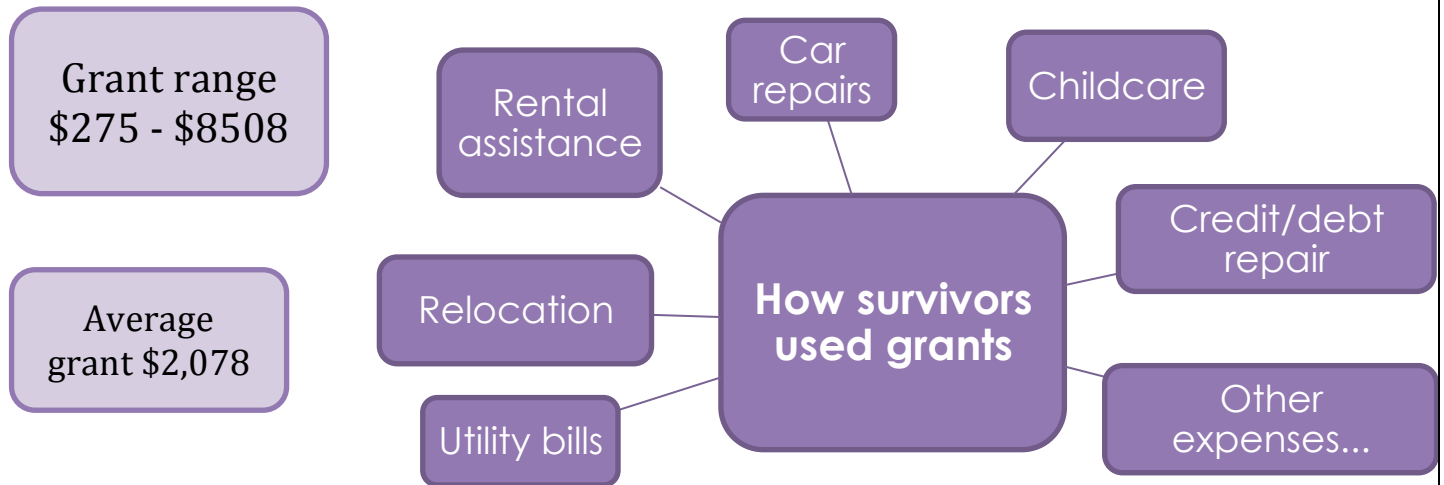 Grant range
$275 - $8508
Average
grant $2,078
Rental
assistance
Car
repairs
Childcare
Credit/debt
repair
Relocation
How survivors
used grants
Utility bills
Other
expenses...